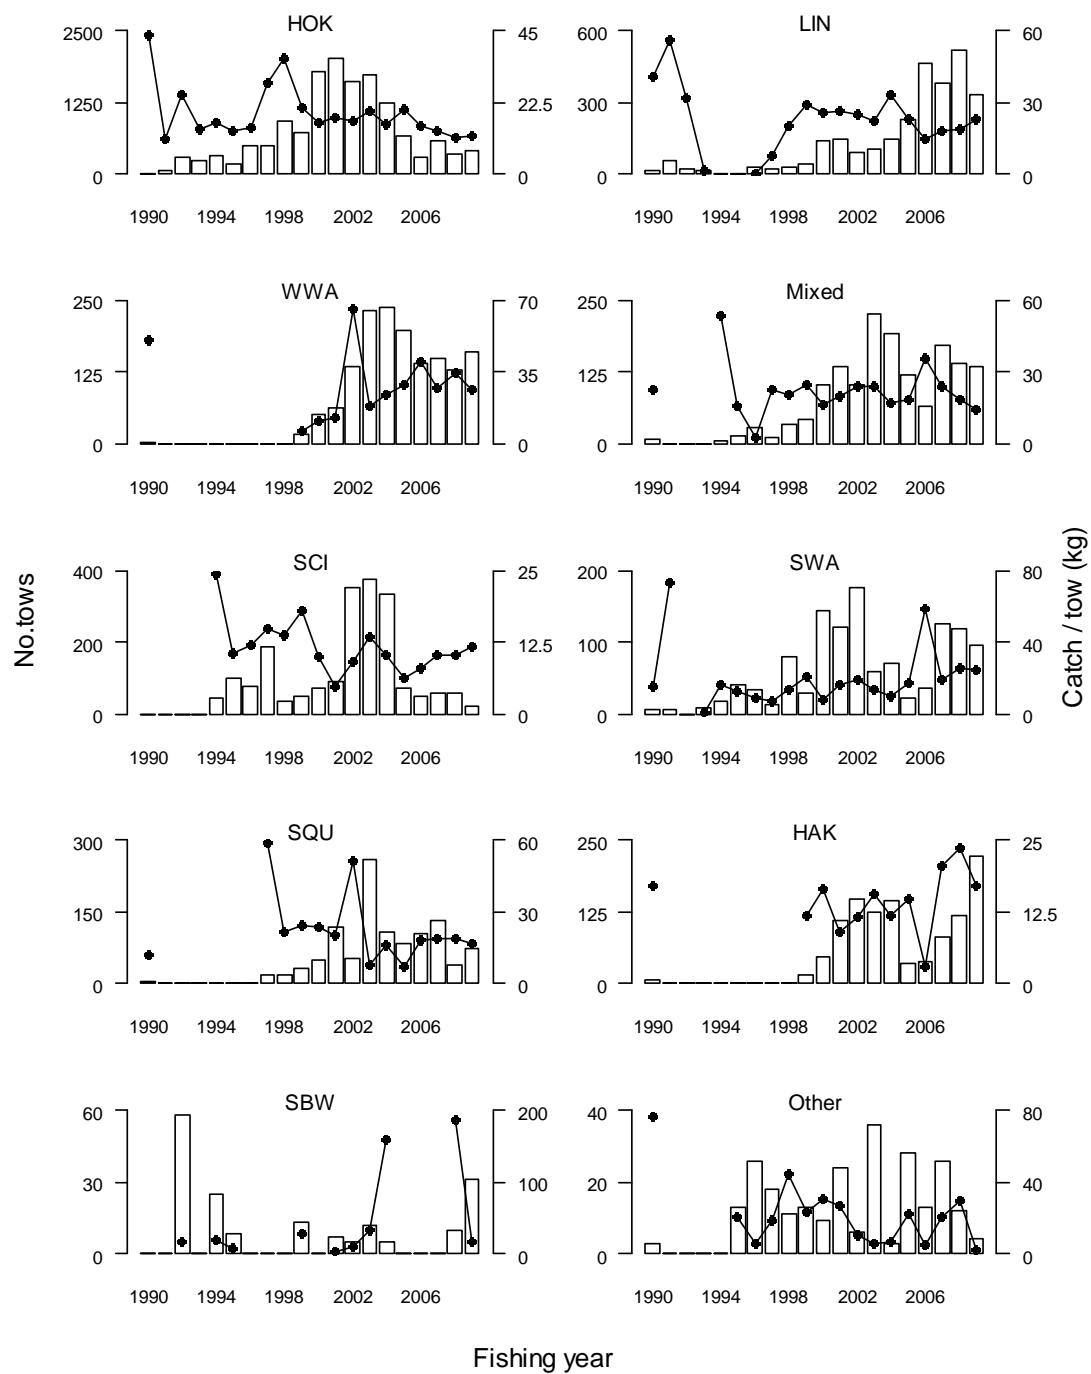 HOK LIN
2500 45 600 60
1250 22.5 300 30
0 0 0 0
1990 1994 1998 2002 2006 1990 1994 1998 2002 2006
WWA Mixed
250 70 250 60
125 35 125 30
0 0 0 0
1990 1994 1998 2002 2006 1990 1994 1998 2002 2006
SCI SWA
400 25 200 80
200 12.5 100 40
0 0 0 0
1990 1994 1998 2002 2006 1990 1994 1998 2002 2006
No.tows
Catch / tow (kg)
SQU HAK
300 60 250 25
150 30 125 12.5
0 0 0 0
1990 1994 1998 2002 2006 1990 1994 1998 2002 2006
SBW Other
60 200 40 80
30 100 20 40
0 0 0 0
1990 1994 1998 2002 2006 1990 1994 1998 2002 2006
Fishing year